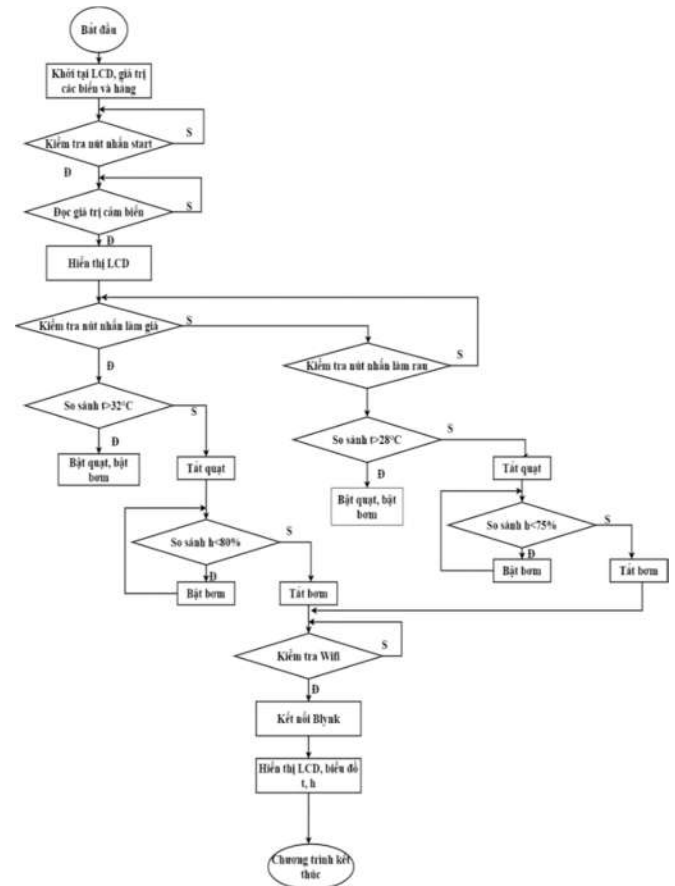 Bắt đầu
Khởi tại LCD, giá trị
các biến và hằng
Kiểm tra nút nhấn start
S
Đ
Đọc giá trị cảm biến
S
Đ
Hiển thị LCD
Kiểm tra nút nhấn làm giá
S
Kiểm tra nút nhấn làm rau
S
Đ
So sánh t>32°C
S
So sánh t>28°C
S
Đ
Bật quạt, bật
bơm
Tắt quạt
Đ
Bật quạt, bật
bơm
Tắt quạt
So sánh h<80%
S
So sánh h<75%
S
Đ
Bật bơm
Tắt bơm
Đ
Bật bơm
Tắt bơm
Kiểm tra Wifi
S
Đ
Kết nối Blynk
Hiển thị LCD, biểu đồ
t, h
Chương trình kết
thúc